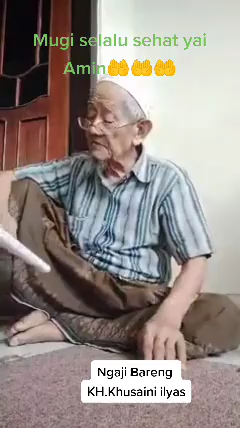 Mugi selalu sehat yai
Amin🤲🤲🤲
Ngaji Bareng
KH.Khusaini ilyas